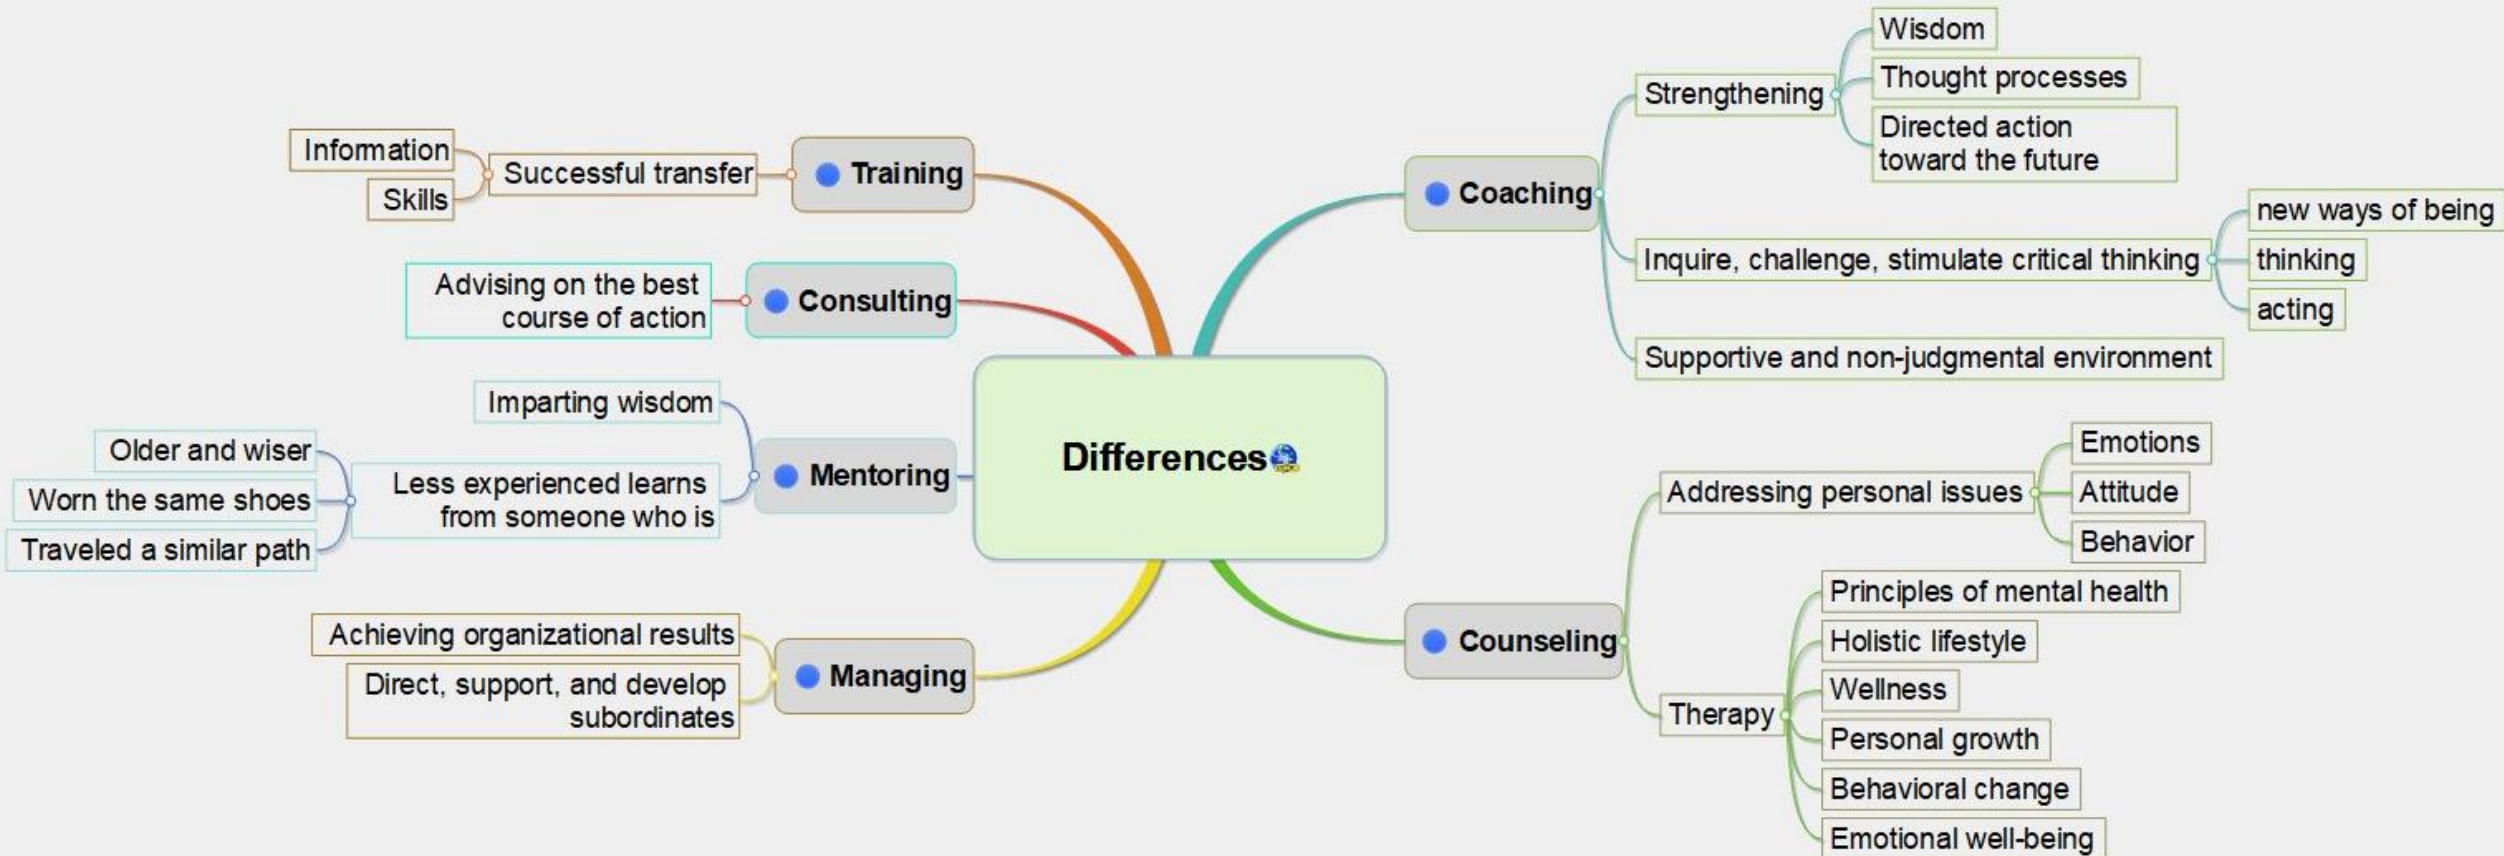 Differences
Coaching
Strengthening
Wisdom
Thought processes
Directed action
toward the future
Inquire, challenge, stimulate critical thinking
new ways of being
thinking
acting
Supportive and non-judgmental environment
Counseling
Addressing personal issues
Emotions
Attitude
Behavior
Therapy
Principles of mental health
Holistic lifestyle
Wellness
Personal growth
Behavioral change
Emotional well-being
Training
Successful transfer
Information
Skills
Consulting
Advising on the best
course of action
Mentoring
Imparting wisdom
Less experienced learns
from someone who is
Older and wiser
Worn the same shoes
Traveled a similar path
Managing
Achieving organizational results
Direct, support, and develop
subordinates